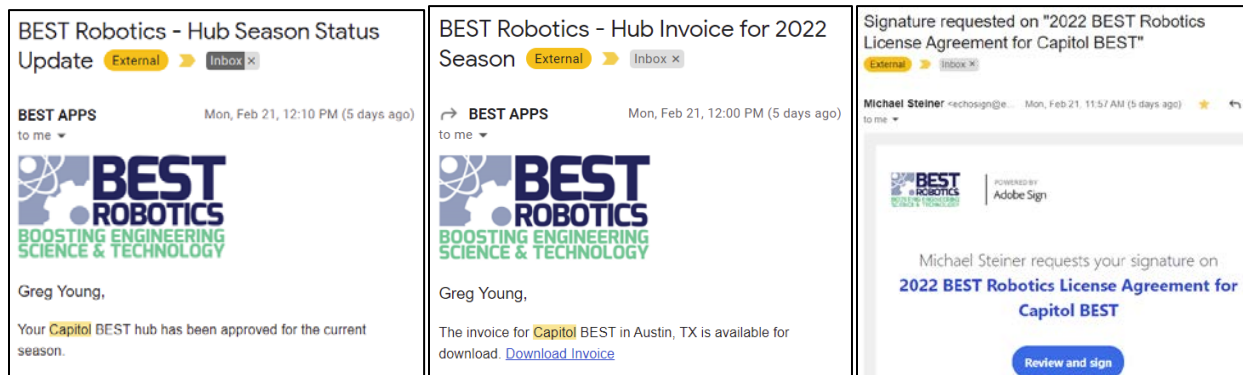 BEST Robotics - Hub Season Status
Update External Inbox ×
BEST APPS Mon, Feb 21, 12:10 PM (5 days ago)
to me
BEST
ROBOTICS
BOOSTING ENGINEERING
SCIENCE & TECHNOLOGY
Greg Young,
Your Capitol BEST hub has been approved for the current
season.
BEST Robotics - Hub Invoice for 2022
Season External Inbox ×
BEST APPS Mon, Feb 21, 12:00 PM (5 days ago)
to me
BEST
ROBOTICS
BOOSTING ENGINEERING
SCIENCE & TECHNOLOGY
Greg Young,
The invoice for Capitol BEST in Austin, TX is available for
download. Download Invoice
Signature requested on "2022 BEST Robotics
License Agreement for Capitol BEST"
External Inbox ×
Michael Steiner <echosign@e... Mon, Feb 21, 11:57 AM (5 days ago)
to me
BEST
ROBOTICS
BOOSTING ENGINEERING
SCIENCE & TECHNOLOGY
POWERED BY
Adobe Sign
Michael Steiner requests your signature on
2022 BEST Robotics License Agreement for
Capitol BEST
Review and sign